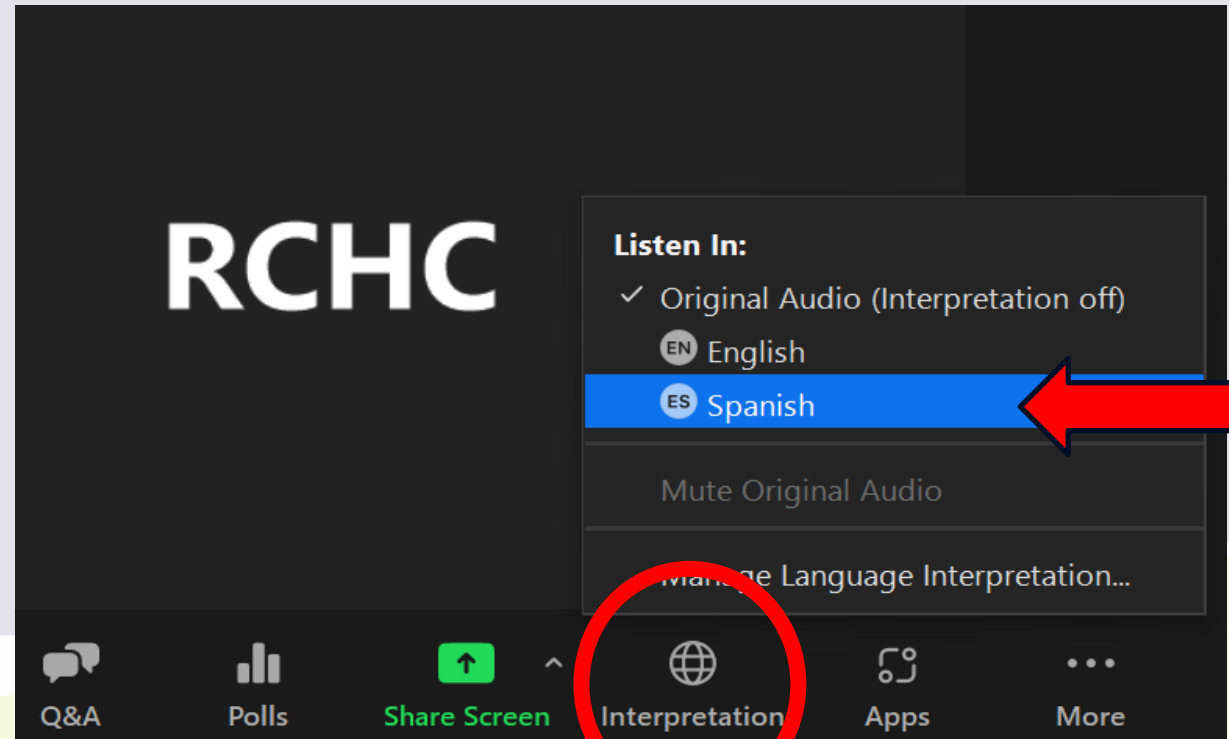 RCHC
Listen In:
✓ Original Audio (Interpretation off)
EN English
ES Spanish
Mute Original Audio
Manage Language Interpretation...
Q&A Polls Share Screen Interpretation Apps More